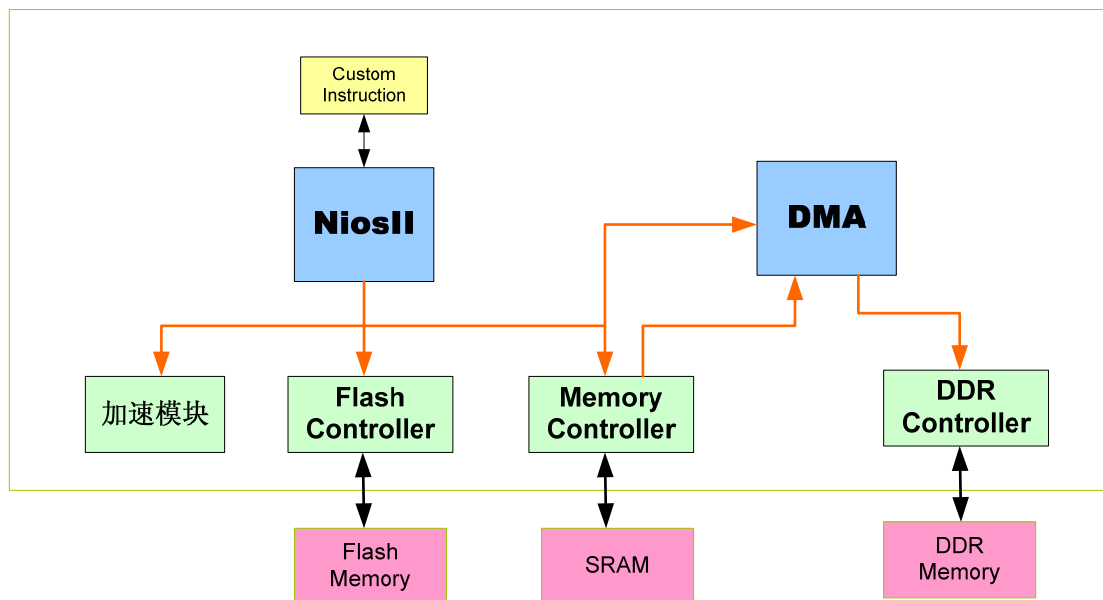 Custom
Instruction
NiosII
DMA
加速模块
Flash
Controller
Memory
Controller
DDR
Controller
Flash
Memory
SRAM
DDR
Memory